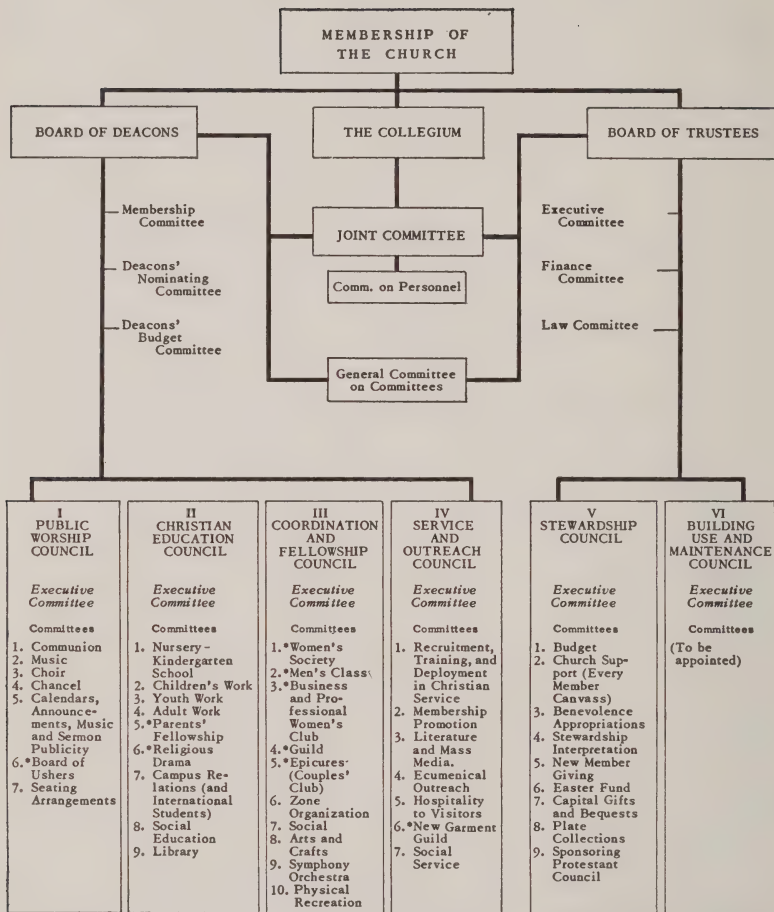 MEMBERSHIP OF
THE CHURCH
BOARD OF DEACONS
THE COLLEGIUM
BOARD OF TRUSTEES
Membership
Committee
Deacons'
Nominating
Committee
Deacons'
Budget
Committee
JOINT COMMITTEE
Comm. on Personnel
General Committee
on Committees
Executive
Committee
Finance
Committee
Law Committee
I
PUBLIC
WORSHIP
COUNCIL
Executive
Committee
Committees
1. Communion
2. Music
3. Choir
4. Chancel
5. Calendars,
Announce-
ments, Music
and Sermon
Publicity
6.*Board of
Ushers
7. Seating
Arrangements
II
CHRISTIAN
EDUCATION
COUNCIL
Executive
Committee
Committees
1. Nursery-
Kindergarten
School
2. Children's Work
3. Youth Work
4. Adult Work
5.*Parents'
Fellowship
6.*Religious
Drama
7. Campus Re-
lations (and
International
Students)
8. Social
Education
9. Library
III
COORDINATION
AND
FELLOWSHIP
COUNCIL
Executive
Committee
Committees
1.*Women's
Society
2.*Men's Class
3.*Business
and Pro-
fessional
Women's
Club
4.*Guild
5.*Epicures-
(Couples'
Club)
6. Zone
Organization
7. Social
8. Arts and
Crafts
9. Symphony
Orchestra
10. Physical
Recreation
IV
SERVICE
AND
OUTREACH
COUNCIL
Executive
Committee
Committees
1. Recruitment,
Training, and
Deployment
in Christian
Service
2. Membership
Promotion
3. Literature
and Mass
Media.
4. Ecumenical
Outreach
5. Hospitality
to Visitors
6.*New Garment
Guild
7. Social
Service
V
STEWARDSHIP
COUNCIL
Executive
Committee
Committees
1. Budget
2. Church Sup-
port (Every
Member
Canvass)
3. Benevolence
Appropriations
4. Stewardship
Interpretation
5. New Member
Giving
6. Easter Fund
7. Capital Gifts
and Bequests
8. Plate
Collections
9. Sponsoring
Protestant
Council
VI
BUILDING
USE AND
MAINTENANCE
COUNCIL
Executive
Committee
Committees
(To be
appointed)